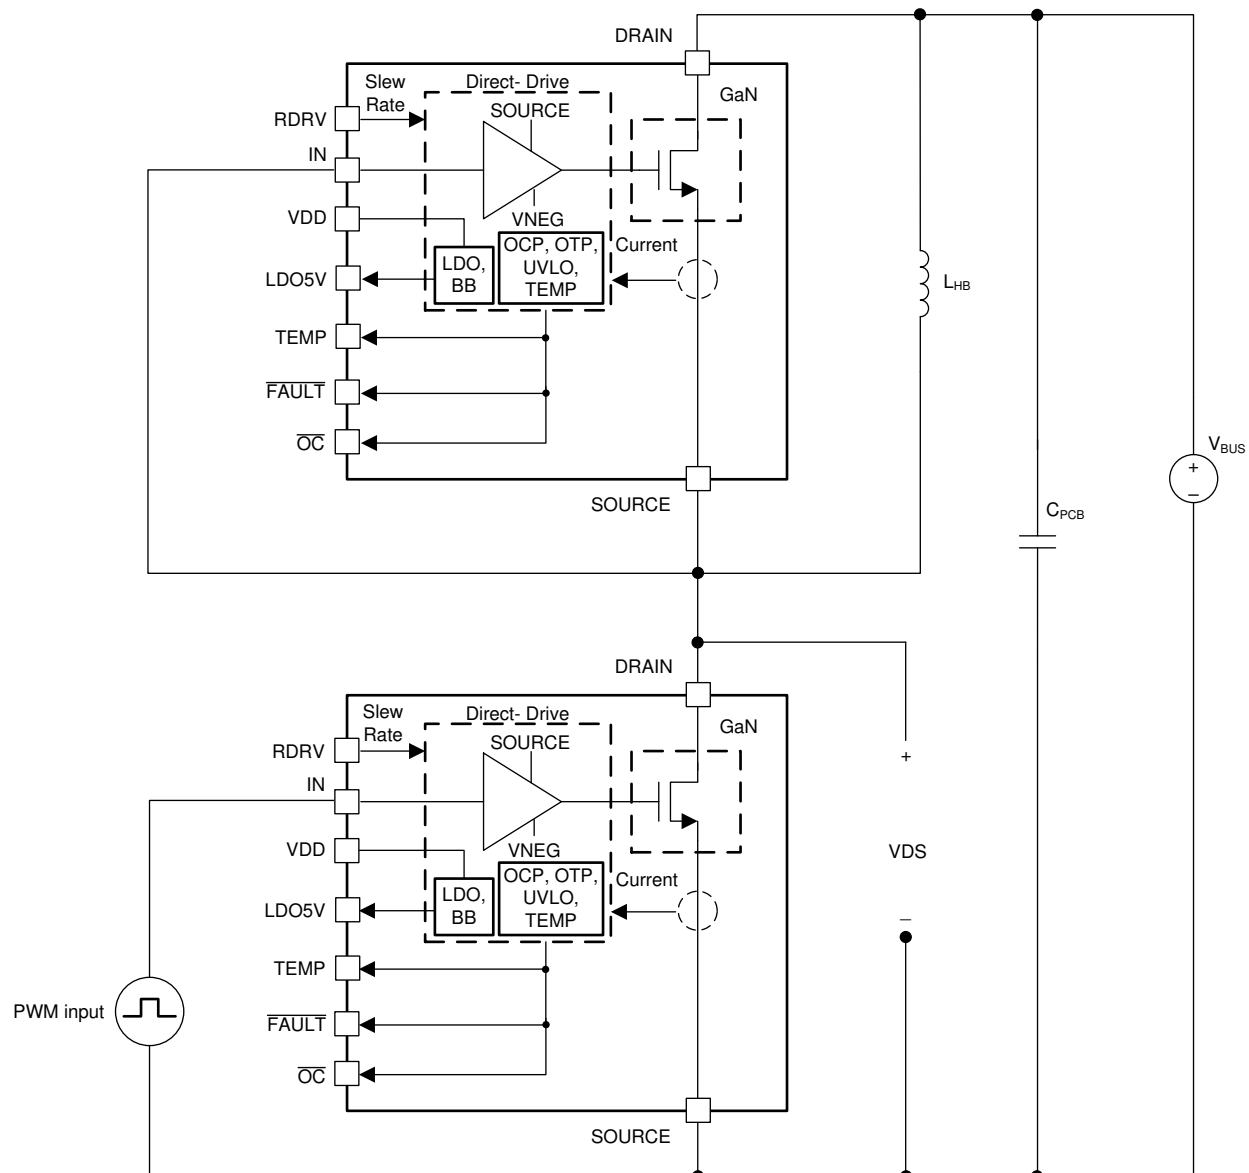 DRAIN
Slew
Rate
Direct- Drive
GaN
RDRV
SOURCE
IN
VDD
VNEG
LDO,
BB
OCP, OTP,
UVLO,
TEMP
Current
LDO5V
TEMP
FAULT
OC
SOURCE
LHB
CPCB
VBUS
+
–
DRAIN
Slew
Rate
Direct- Drive
GaN
RDRV
SOURCE
IN
VDD
VNEG
LDO,
BB
OCP, OTP,
UVLO,
TEMP
Current
LDO5V
TEMP
FAULT
OC
SOURCE
+
VDS
–
PWM input